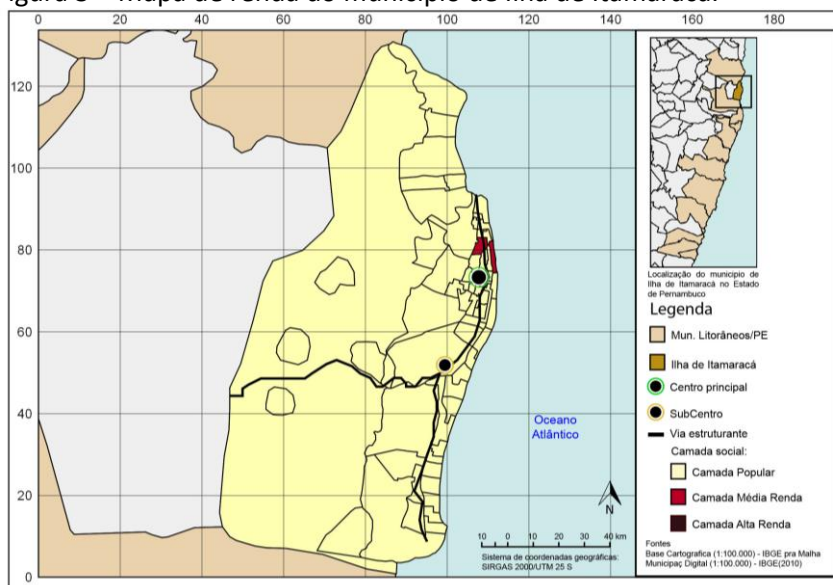 igura 3 – Mapa de renda do município de Ilha de Itamaracá.
0 20 40 60 80 100 120 140 160 180
120
100
80
60
40
20
0
Oceano
Atlântico
N
10 0 10 20 30 40 km
Sistema de coordenadas geográficas:
SIRGAS 2000/UTM 25 S
Localização do município de
Ilha de Itamaracá no Estado
de Pernambuco
Legenda
Mun. Litorâneos/PE
Ilha de Itamaracá
Centro principal
SubCentro
Via estruturante
Camada social:
Camada Popular
Camada Média Renda
Camada Alta Renda
Fontes
Base Cartografica (1:100.000) - IBGE pra Malha
Municipaç Digital (1:100.000) - IBGE(2010)